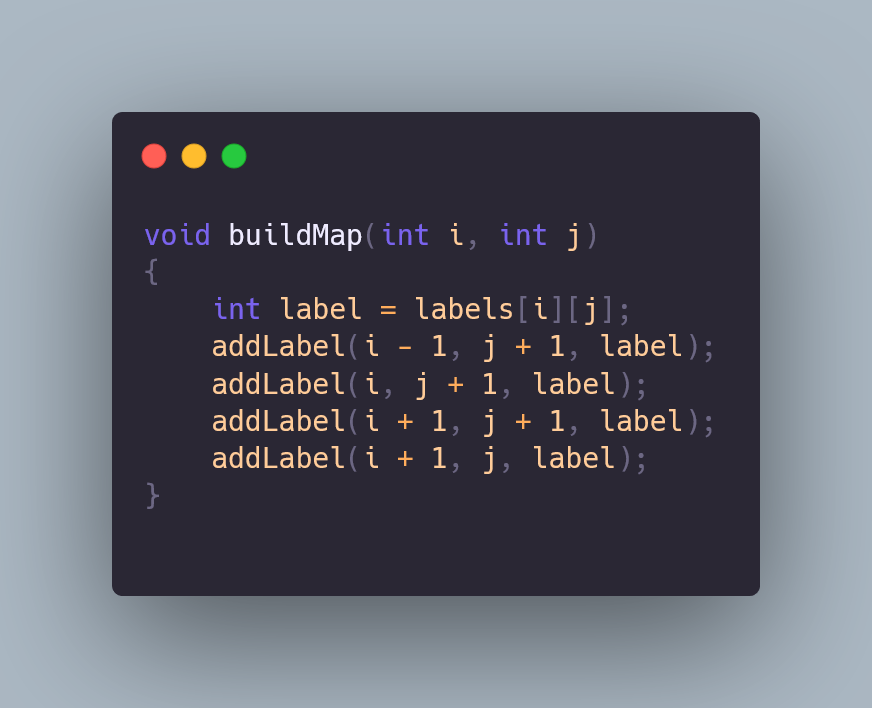 void buildMap(int i, int j)
{
    int label = labels[i][j];
    addLabel(i - 1, j + 1, label);
    addLabel(i, j + 1, label);
    addLabel(i + 1, j + 1, label);
    addLabel(i + 1, j, label);
}